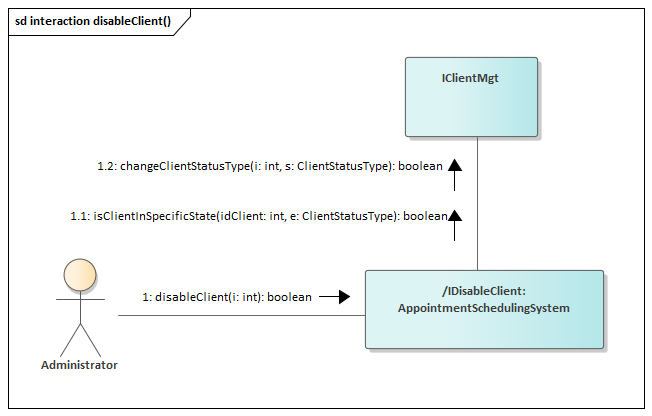 sd interaction disableClient()
IClientMgt
1.2: changeClientStatusType(i: int, s: ClientStatusType): boolean
1.1: isClientInSpecificState(idClient: int, e: ClientStatusType): boolean
1: disableClient(i: int): boolean
/IDisableClient:
AppointmentSchedulingSystem
Administrator